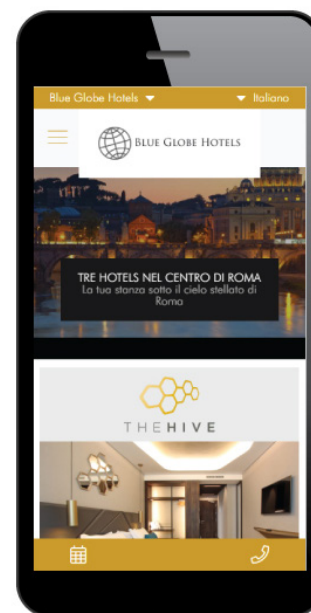 Blue Globe Hotels Italiano
BLUE GLOBE HOTELS
TRE HOTELS NEL CENTRO DI ROMA
La tua stanza sotto il cielo stellato di
Roma
THEHIVE